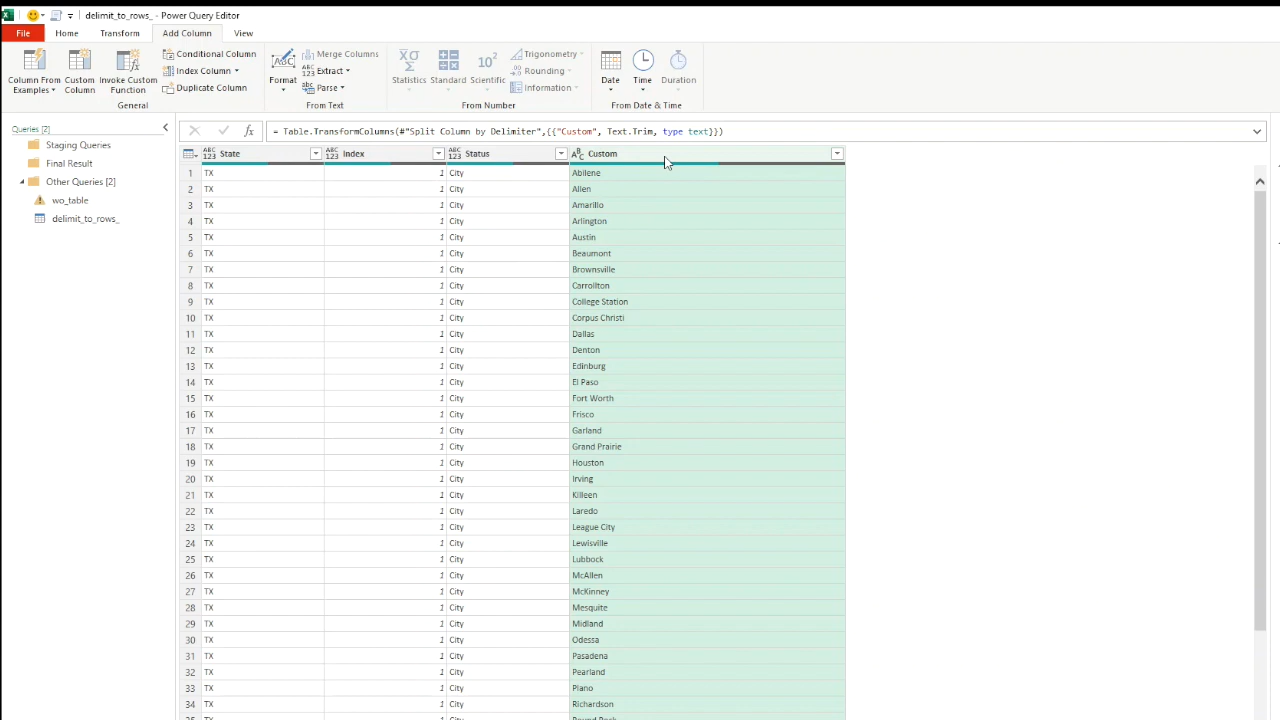 delimit_to_rows_ - Power Query Editor
File Home Transform Add Column View
Column From Examples
Custom Column
Invoke Custom Function
Conditional Column
Index Column
Duplicate Column
General
Format
Merge Columns
Extract
Parse
From Text
Statistics
Standard
Scientific
Trigonometry
Rounding
Information
From Number
Date
Time
Duration
From Date & Time
Queries [2]
Staging Queries
Final Result
Other Queries [2]
wo_table
delimit_to_rows_
= Table.TransformColumns(#"Split Column by Delimiter",{{"Custom", Text.Trim, type text}})
State Index Status Custom
1 TX 1 City Abilene
2 TX 1 City Allen
3 TX 1 City Amarillo
4 TX 1 City Arlington
5 TX 1 City Austin
6 TX 1 City Beaumont
7 TX 1 City Brownsville
8 TX 1 City Carrollton
9 TX 1 City College Station
10 TX 1 City Corpus Christi
11 TX 1 City Dallas
12 TX 1 City Denton
13 TX 1 City Edinburg
14 TX 1 City El Paso
15 TX 1 City Fort Worth
16 TX 1 City Frisco
17 TX 1 City Garland
18 TX 1 City Grand Prairie
19 TX 1 City Houston
20 TX 1 City Irving
21 TX 1 City Killeen
22 TX 1 City Laredo
23 TX 1 City League City
24 TX 1 City Lewisville
25 TX 1 City Lubbock
26 TX 1 City McAllen
27 TX 1 City McKinney
28 TX 1 City Mesquite
29 TX 1 City Midland
30 TX 1 City Odessa
31 TX 1 City Pasadena
32 TX 1 City Pearland
33 TX 1 City Plano
34 TX 1 City Richardson